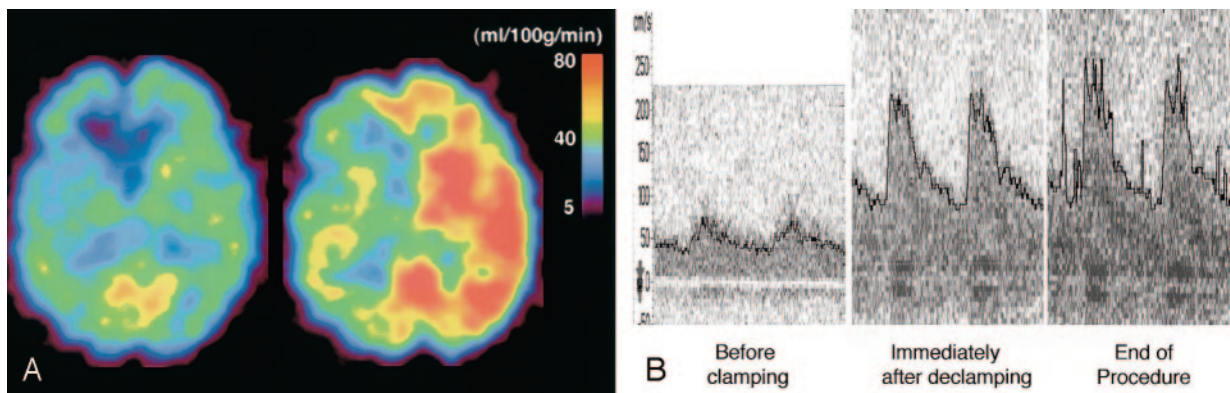 (ml/100g/min)
80
40
5
A
cm/s
250
200
150
100
50
0
-50
B
Before
clamping
Immediately
after declamping
End of
Procedure